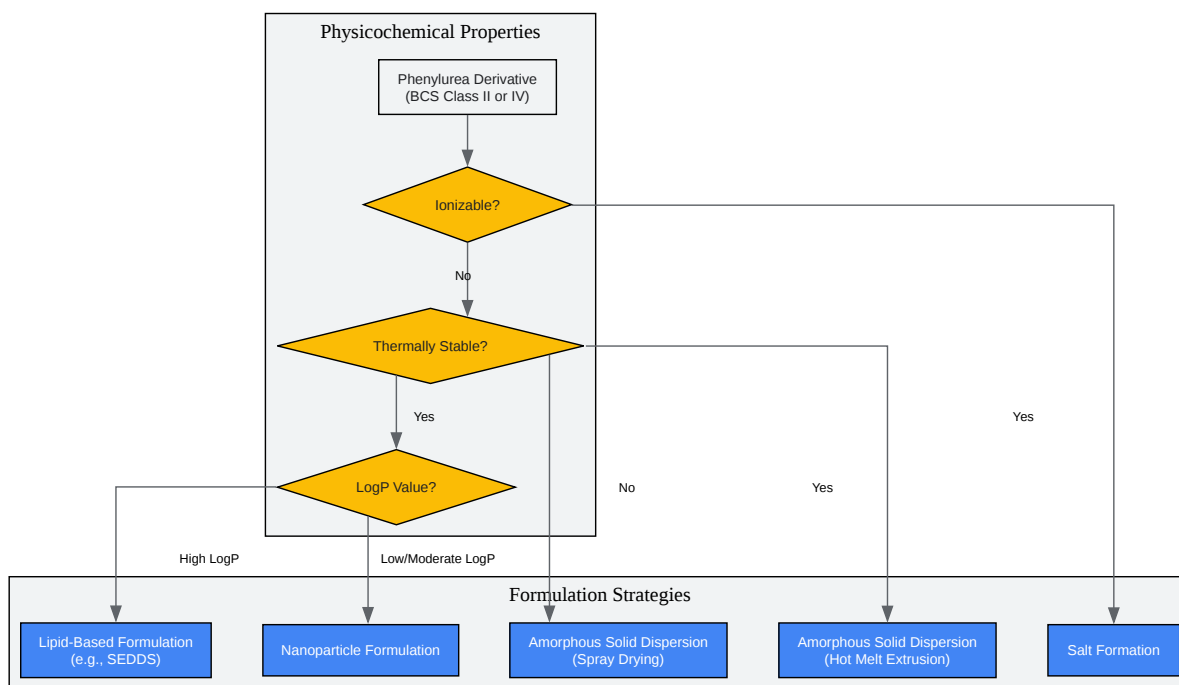 Physicochemical Properties
Phenylurea Derivative
(BCS Class II or IV)
Ionizable?
No
Thermally Stable?
Yes
Yes
LogP Value?
No
Yes
High LogP
Low/Moderate LogP
Formulation Strategies
Lipid-Based Formulation
(e.g., SEDDS)
Nanoparticle Formulation
Amorphous Solid Dispersion
(Spray Drying)
Amorphous Solid Dispersion
(Hot Melt Extrusion)
Salt Formation